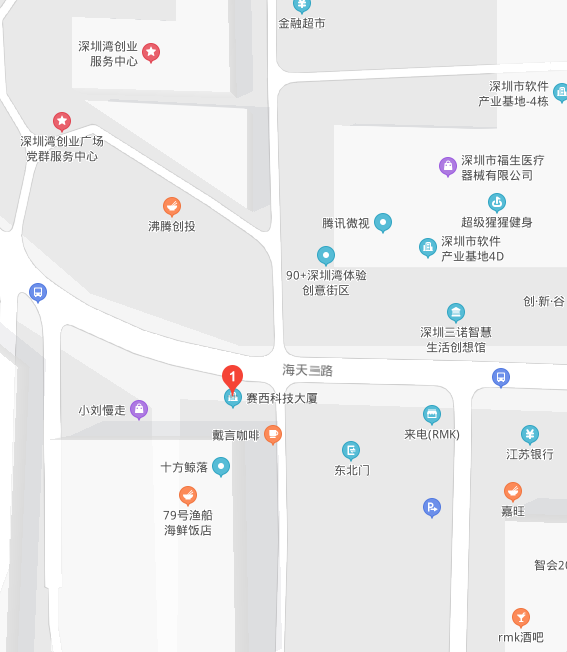 金融超市
深圳湾创业
服务中心
深圳市软件
产业基地-4栋
深圳湾创业广场
党群服务中心
深圳市福生医疗
器械有限公司
沸腾创投
腾讯微视
超级猩猩健身
深圳市软件
产业基地4D
90+深圳湾体验
创意街区
创·新·谷
深圳三诺智慧
生活创想馆
海天三路
1
赛西科技大厦
小刘慢走
戴言咖啡
来电(RMK)
江苏银行
十方鲸落
东北门
79号渔船
海鲜饭店
P
嘉旺
智会20
rmk酒吧